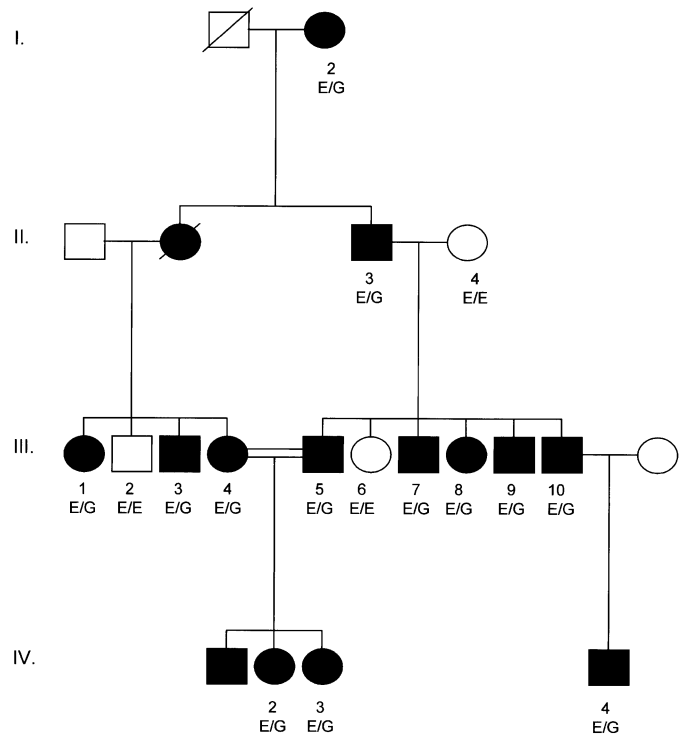 I.
2
E/G
II.
3 4
E/G E/E
III.
1 2 3 4 5 6 7 8 9 10
E/G E/E E/G E/G E/G E/E E/G E/G E/G E/G
IV.
2 3 4
E/G E/G E/G